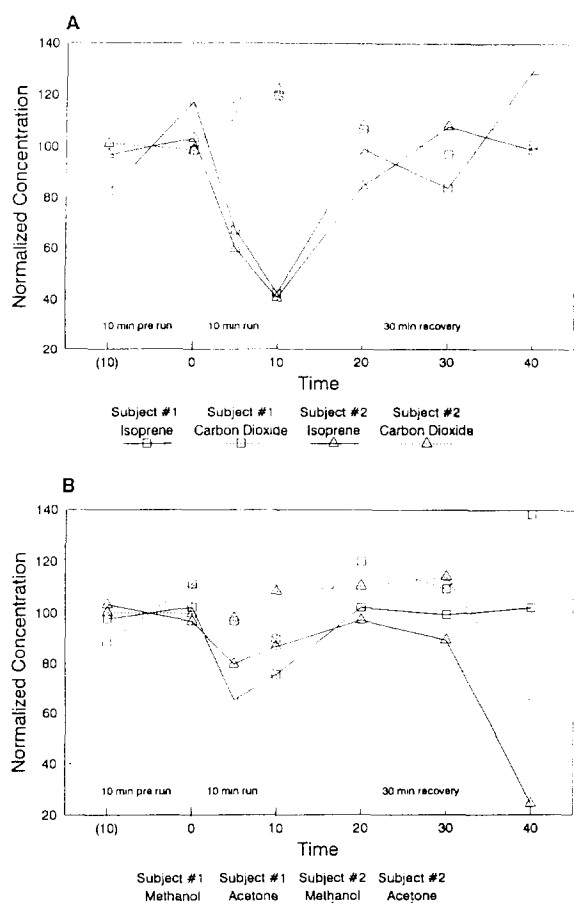 A
140
120
100
80
60
40
20
Normalized Concentration
10 min pre run 10 min run 30 min recovery
(10) 0 10 20 30 40
Time
Subject #1 Subject #1 Subject #2 Subject #2
Isoprene Carbon Dioxide Isoprene Carbon Dioxide
B
140
120
100
80
60
40
20
Normalized Concentration
10 min pre run 10 min run 30 min recovery
(10) 0 10 20 30 40
Time
Subject #1 Subject #1 Subject #2 Subject #2
Methanol Acetone Methanol Acetone